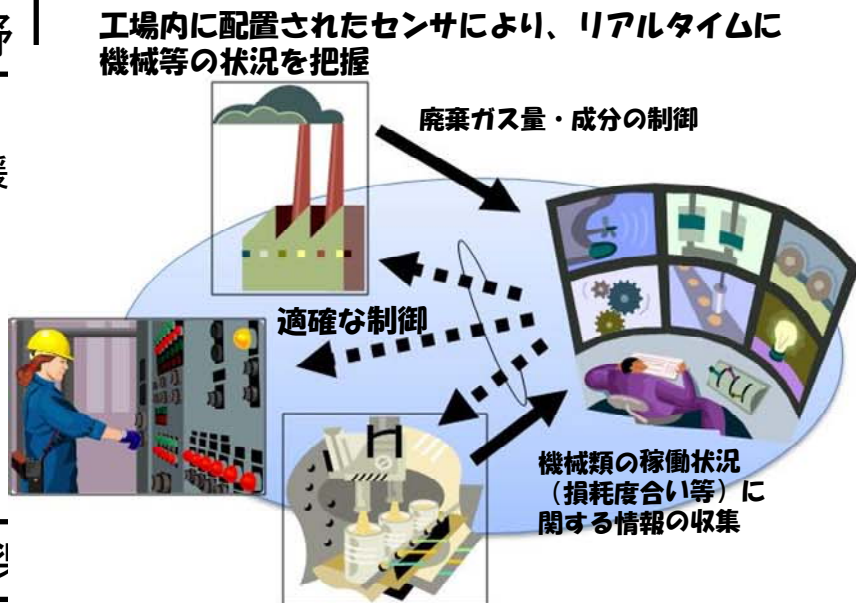 工場内に配置されたセンサにより、リアルタイムに
機械等の状況を把握
廃棄ガス量・成分の制御
適確な制御
機械類の稼働状況
（損耗度合い等）に
関する情報の収集